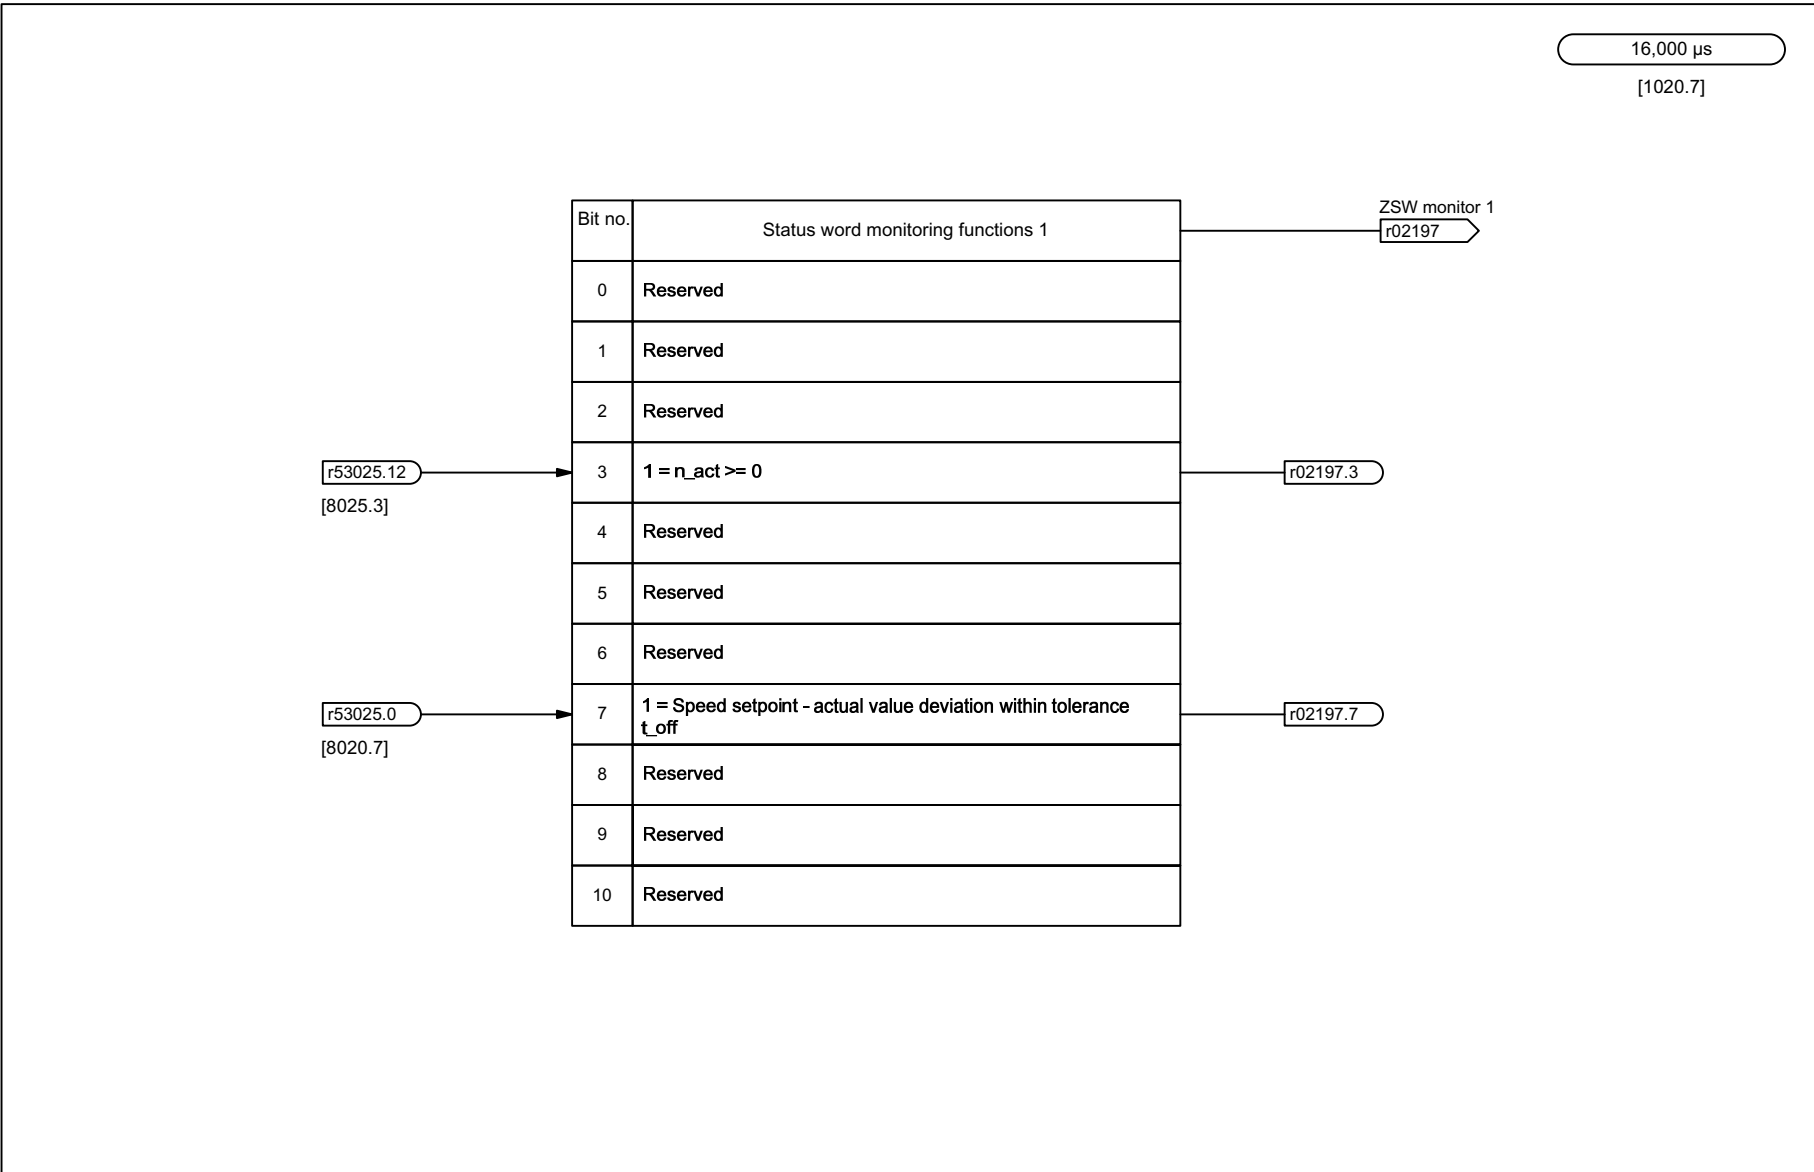 16,000 µs
[1020.7]
ZSW monitor 1
Bit no. Status word monitoring functions 1 r02197
0 Reserved
1 Reserved
2 Reserved
r53025.12 3 1 = n_act >= 0 r02197.3
[8025.3]
4 Reserved
5 Reserved
6 Reserved
1 = Speed setpoint - actual value deviation within tolerance
r53025.0 7 r02197.7
t_off
[8020.7]
8 Reserved
9 Reserved
10 Reserved